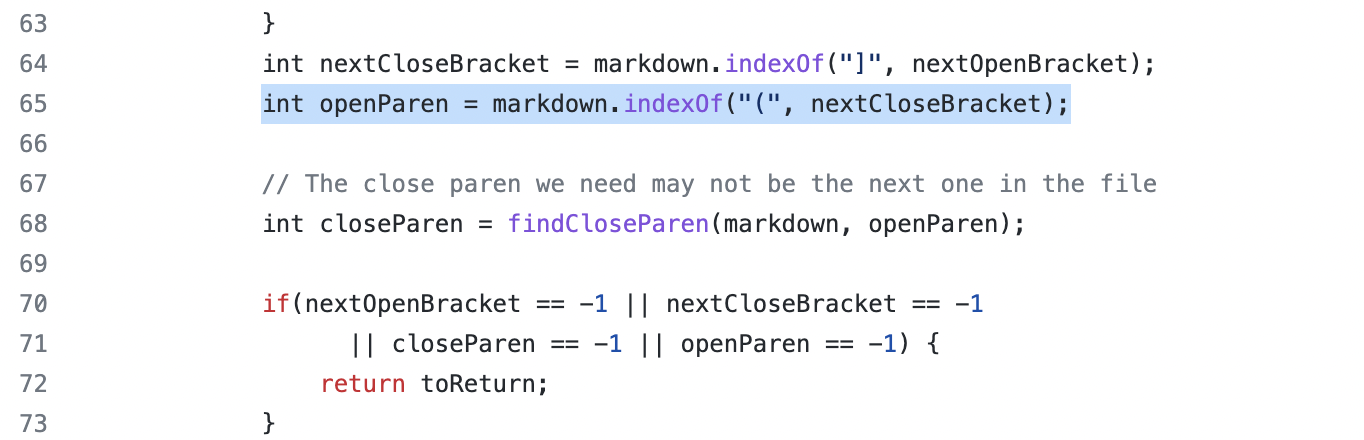 63 }
64 int nextCloseBracket = markdown.indexOf("]", nextOpenBracket);
65 int openParen = markdown.indexOf("(", nextCloseBracket);
66
67 // The close paren we need may not be the next one in the file
68 int closeParen = findCloseParen(markdown, openParen);
69
70 if(nextOpenBracket == -1 || nextCloseBracket == -1
71 || closeParen == -1 || openParen == -1) {
72 return toReturn;
73 }